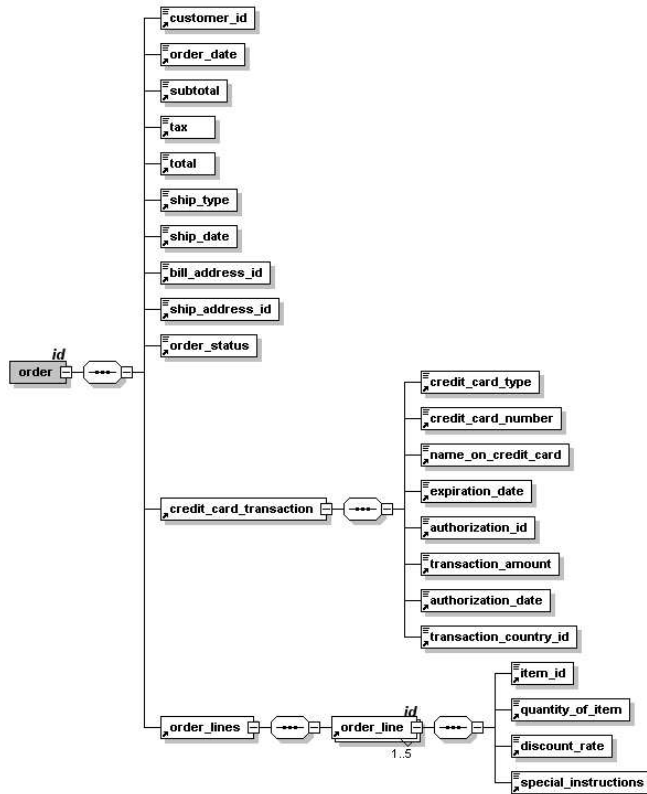 customer_id
order_date
subtotal
tax
total
ship_type
ship_date
bill_address_id
ship_address_id
order_status
id
order
credit_card_type
credit_card_number
name_on_credit_card
expiration_date
credit_card_transaction
authorization_id
transaction_amount
authorization_date
transaction_country_id
item_id
id
quantity_of_item
order_lines
order_line
1..5
discount_rate
special_instructions